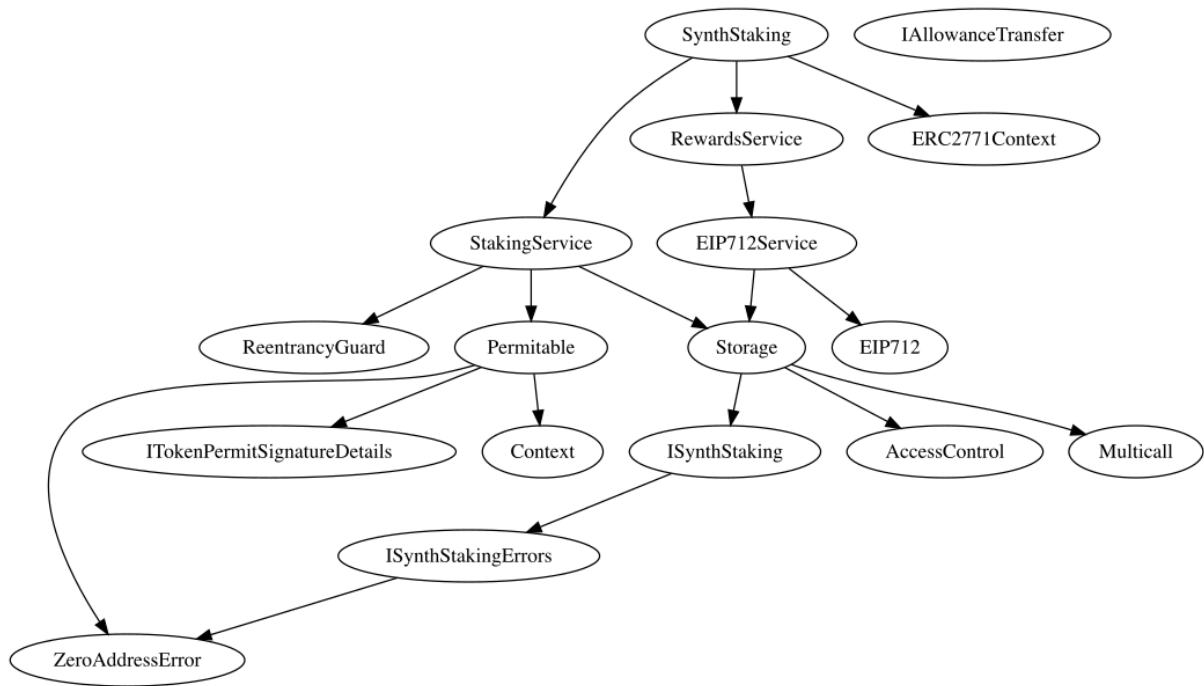 SynthStaking
IAllowanceTransfer
RewardsService
ERC2771Context
StakingService
EIP712Service
ReentrancyGuard
Permitable
Storage
EIP712
ITokenPermitSignatureDetails
Context
ISynthStaking
AccessControl
Multicall
ISynthStakingErrors
ZeroAddressError